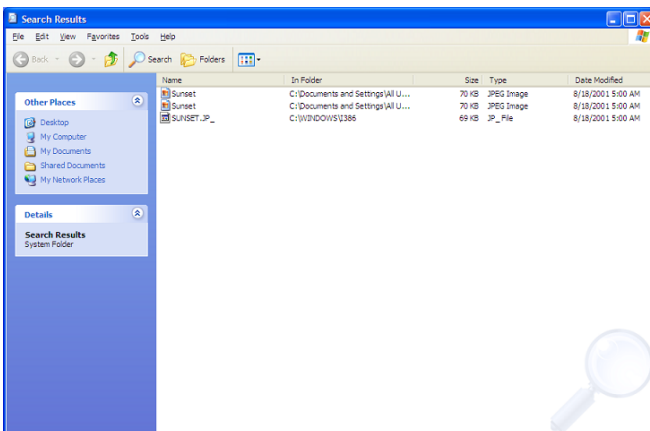 Search Results
File Edit View Favorites Tools Help
Back Search Folders
Name In Folder Size Type Date Modified
Sunset C:\Documents and Settings\All U... 70 KB JPEG Image 8/18/2001 5:00 AM
Sunset C:\Documents and Settings\All U... 70 KB JPEG Image 8/18/2001 5:00 AM
SUNSET.JP_ C:\WINDOWS\I386 69 KB JP_ File 8/18/2001 5:00 AM
Other Places
Desktop
My Computer
My Documents
Shared Documents
My Network Places
Details
Search Results
System Folder